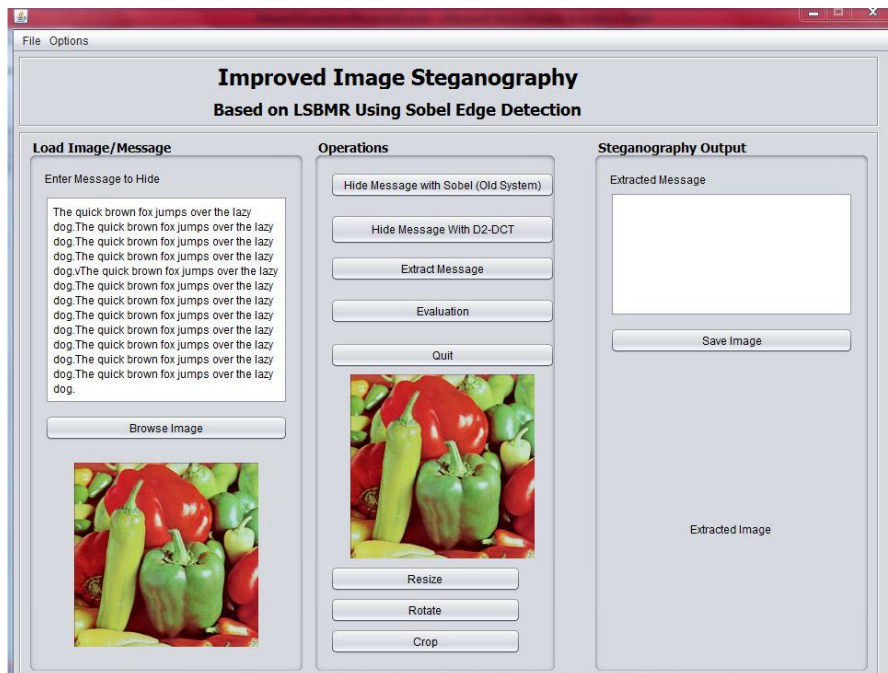 File Options
Improved Image Steganography
Based on LSBMR Using Sobel Edge Detection
Load Image/Message
Enter Message to Hide
The quick brown fox jumps over the lazy
dog.The quick brown fox jumps over the lazy
dog.The quick brown fox jumps over the lazy
dog.The quick brown fox jumps over the lazy
dog.vThe quick brown fox jumps over the lazy
dog.The quick brown fox jumps over the lazy
dog.The quick brown fox jumps over the lazy
dog.The quick brown fox jumps over the lazy
dog.The quick brown fox jumps over the lazy
dog.The quick brown fox jumps over the lazy
dog.The quick brown fox jumps over the lazy
dog.The quick brown fox jumps over the lazy
dog.
Browse Image
Operations
Hide Message with Sobel (Old System)
Hide Message With D2-DCT
Extract Message
Evaluation
Quit
Resize
Rotate
Crop
Steganography Output
Extracted Message
Save Image
Extracted Image